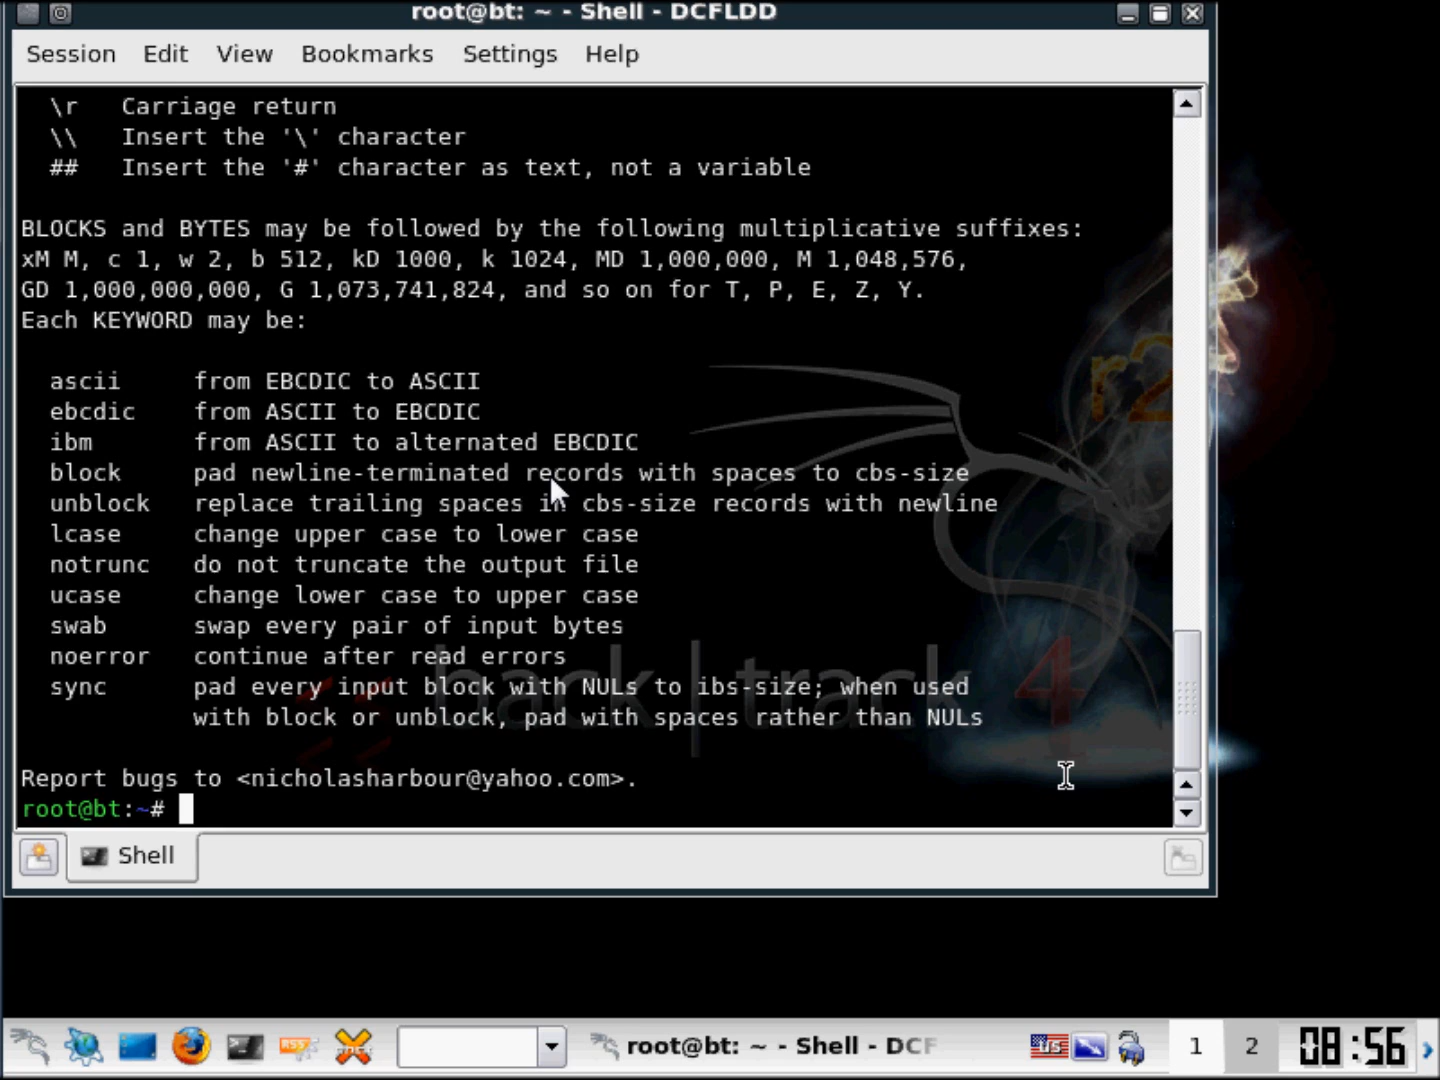 root@bt: ~ - Shell - DCFLDD
Session Edit View Bookmarks Settings Help
\r Carriage return
\\ Insert the '\' character
## Insert the '#' character as text, not a variable
BLOCKS and BYTES may be followed by the following multiplicative suffixes:
xM M, c 1, w 2, b 512, kD 1000, k 1024, MD 1,000,000, M 1,048,576,
GD 1,000,000,000, G 1,073,741,824, and so on for T, P, E, Z, Y.
Each KEYWORD may be:
ascii from EBCDIC to ASCII
ebcdic from ASCII to EBCDIC
ibm from ASCII to alternated EBCDIC
block pad newline-terminated records with spaces to cbs-size
unblock replace trailing spaces in cbs-size records with newline
lcase change upper case to lower case
notrunc do not truncate the output file
ucase change lower case to upper case
swab swap every pair of input bytes
noerror continue after read errors
sync pad every input block with NULs to ibs-size; when used
with block or unblock, pad with spaces rather than NULs
Report bugs to <nicholasharbour@yahoo.com>.
root@bt:~#
r2
back|track 4
Shell
RSS
root@bt: ~ - Shell - DCF
US
1 2 08:56